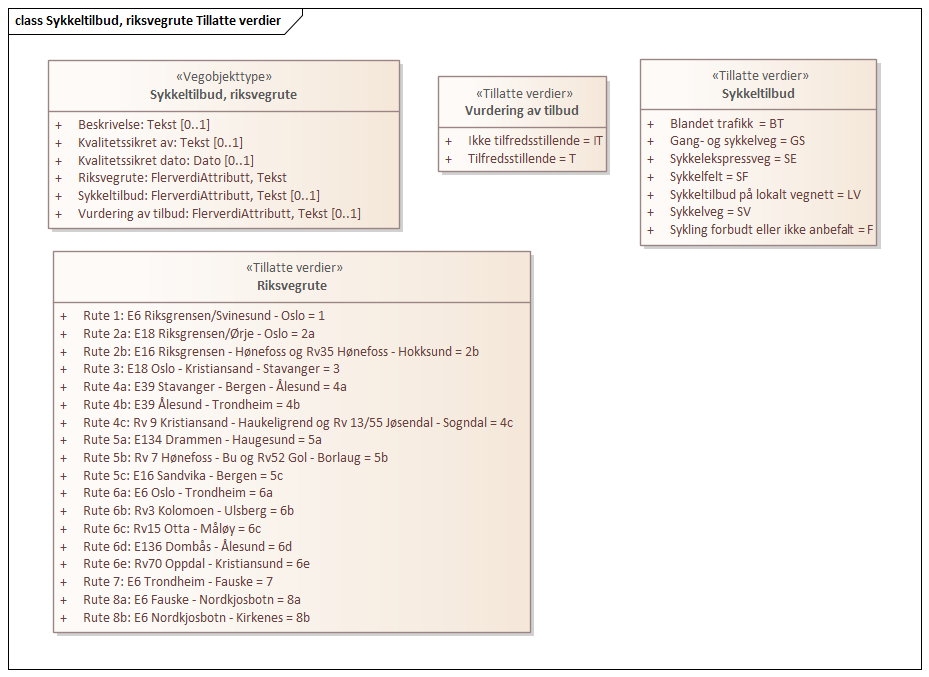 class Sykkeltilbud, riksvegrute Tillatte verdier
«Vegobjekttype»
Sykkeltilbud, riksvegrute
+ Beskrivelse: Tekst [0..1]
+ Kvalitetssikret av: Tekst [0..1]
+ Kvalitetssikret dato: Dato [0..1]
+ Riksvegrute: FlerverdiAttributt, Tekst
+ Sykkeltilbud: FlerverdiAttributt, Tekst [0..1]
+ Vurdering av tilbud: FlerverdiAttributt, Tekst [0..1]
«Tillatte verdier»
Vurdering av tilbud
+ Ikke tilfredsstillende = IT
+ Tilfredsstillende = T
«Tillatte verdier»
Sykkeltilbud
+ Blandet trafikk = BT
+ Gang- og sykkelveg = GS
+ Sykkelekspressveg = SE
+ Sykkelfelt = SF
+ Sykkeltilbud på lokalt vegnett = LV
+ Sykkelveg = SV
+ Sykling forbudt eller ikke anbefalt = F
«Tillatte verdier»
Riksvegrute
+ Rute 1: E6 Riksgrensen/Svinesund - Oslo = 1
+ Rute 2a: E18 Riksgrensen/Ørje - Oslo = 2a
+ Rute 2b: E16 Riksgrensen - Hønefoss og Rv35 Hønefoss - Hokksund = 2b
+ Rute 3: E18 Oslo - Kristiansand - Stavanger = 3
+ Rute 4a: E39 Stavanger - Bergen - Ålesund = 4a
+ Rute 4b: E39 Ålesund - Trondheim = 4b
+ Rute 4c: Rv 9 Kristiansand - Haukeligrend og Rv 13/55 Jøsendal - Sogndal = 4c
+ Rute 5a: E134 Drammen - Haugesund = 5a
+ Rute 5b: Rv 7 Hønefoss - Bu og Rv52 Gol - Borlaug = 5b
+ Rute 5c: E16 Sandvika - Bergen = 5c
+ Rute 6a: E6 Oslo - Trondheim = 6a
+ Rute 6b: Rv3 Kolomoen - Ulsberg = 6b
+ Rute 6c: Rv15 Otta - Måløy = 6c
+ Rute 6d: E136 Dombås - Ålesund = 6d
+ Rute 6e: Rv70 Oppdal - Kristiansund = 6e
+ Rute 7: E6 Trondheim - Fauske = 7
+ Rute 8a: E6 Fauske - Nordkjosbotn = 8a
+ Rute 8b: E6 Nordkjosbotn - Kirkenes = 8b